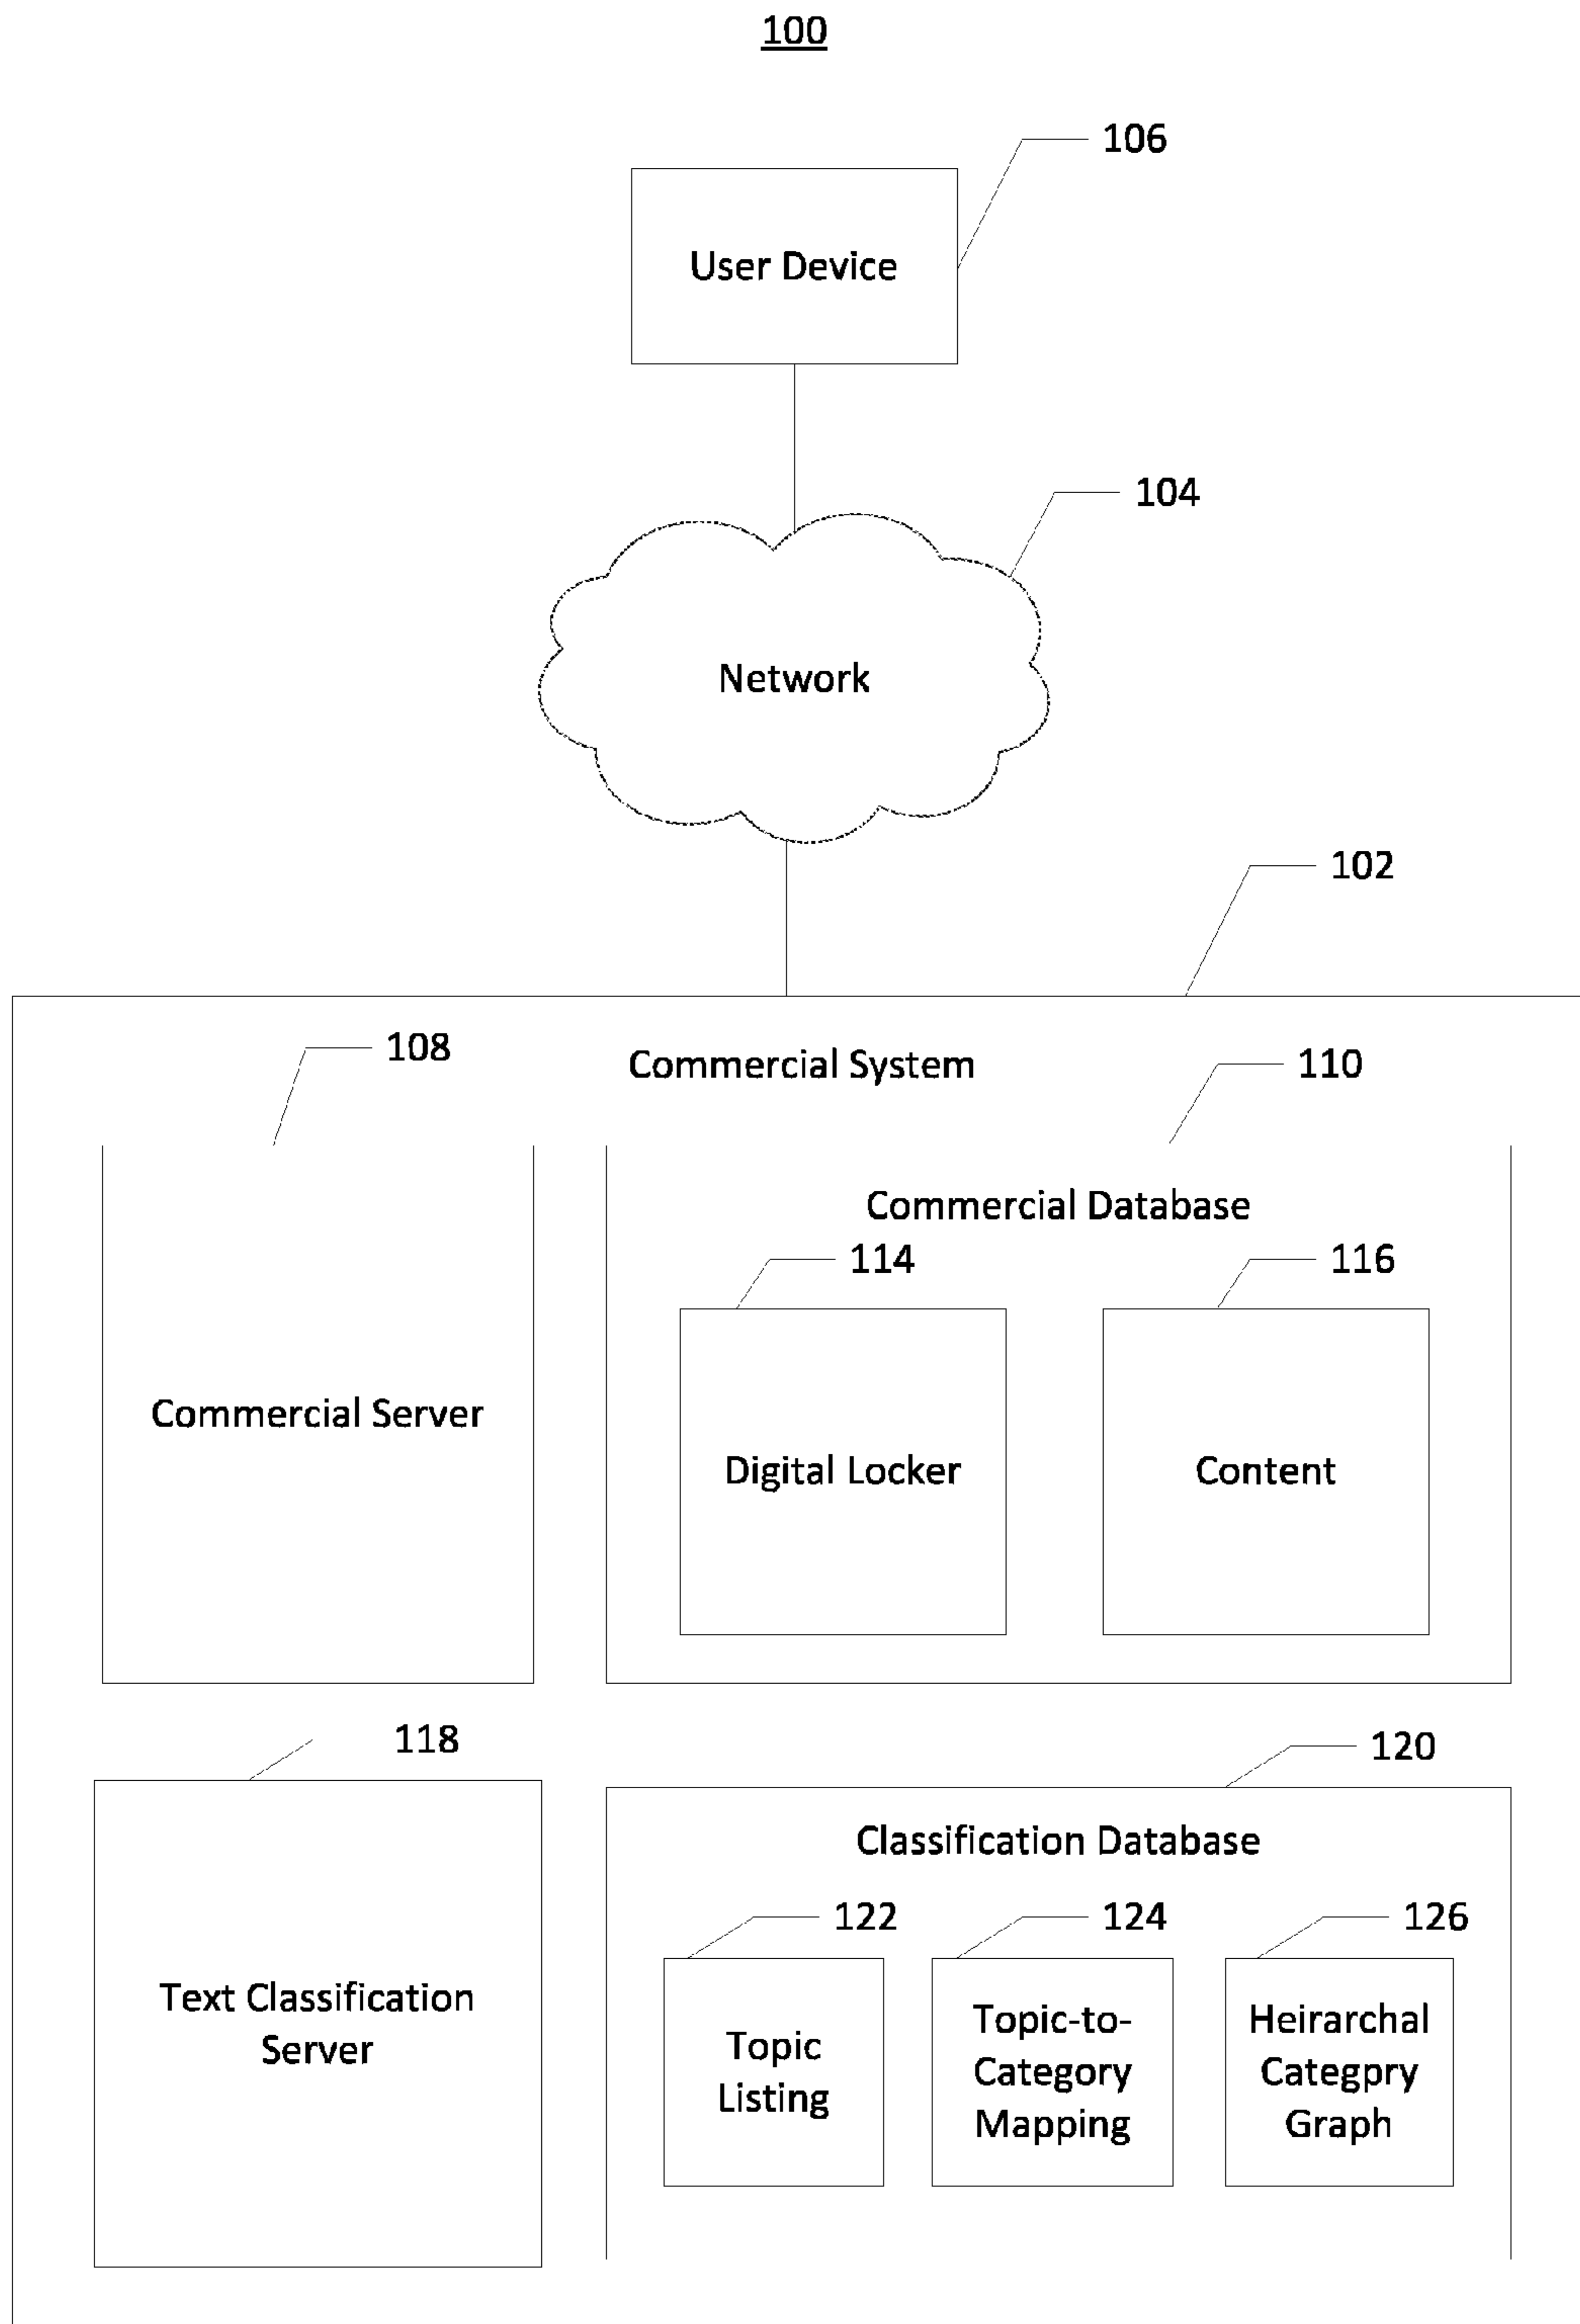 100
106
User Device
104
Network
102
108
Commercial System
110
Commercial Database
114
116
Commercial Server
Digital Locker
Content
118
120
Classification Database
122
124
126
Text Classification
Server
Topic
Listing
Topic-to-
Category
Mapping
Heirarchal
Categpry
Graph